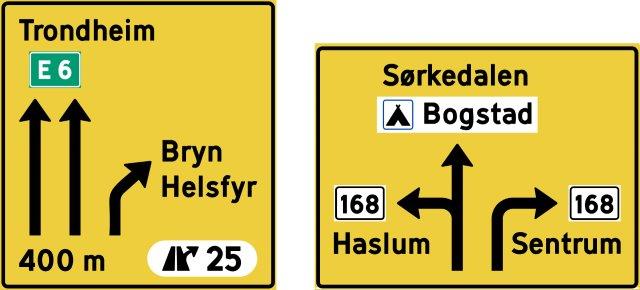 Trondheim
E 6
Bryn
Helsfyr
400 m
25
Sørkedalen
Bogstad
168
168
Haslum
Sentrum